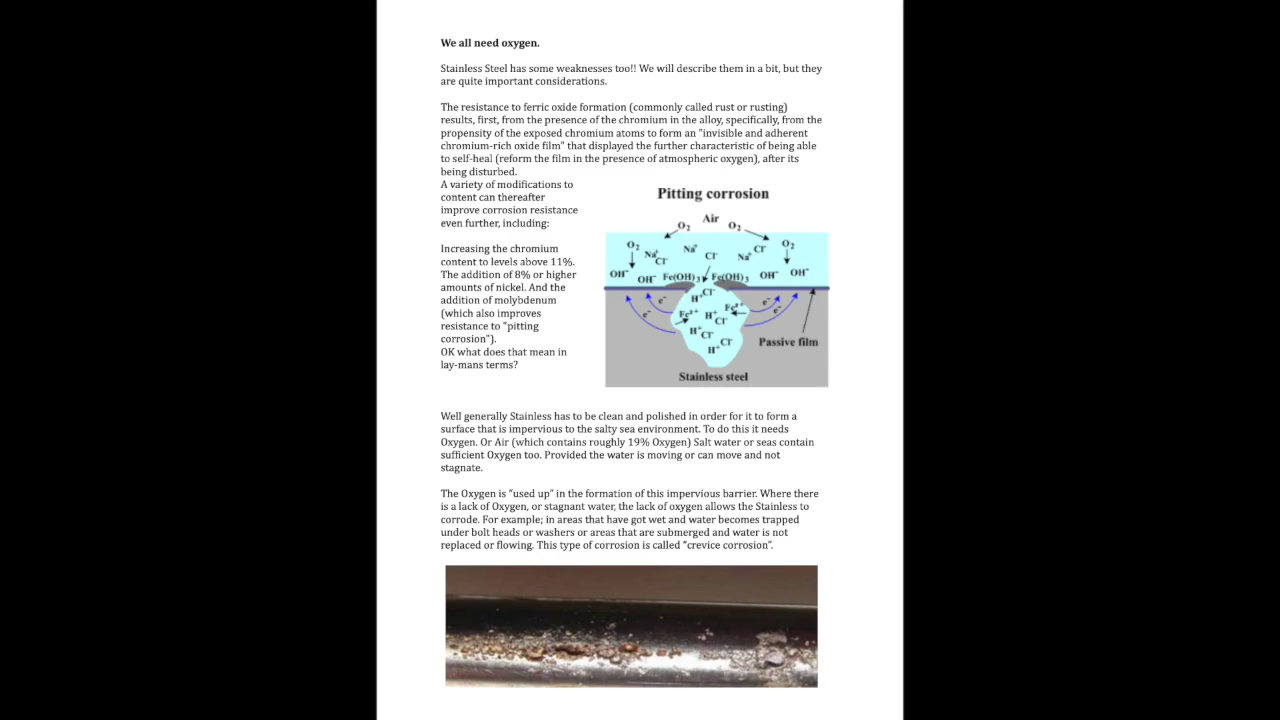 We all need oxygen.
Stainless Steel has some weaknesses too!! We will describe them in a bit, but they
are quite important considerations.
The resistance to ferric oxide formation (commonly called rust or rusting)
results, first, from the presence of the chromium in the alloy, specifically, from the
propensity of the exposed chromium atoms to form an "invisible and adherent
chromium-rich oxide film" that displayed the further characteristic of being able
to self-heal (reform the film in the presence of atmospheric oxygen), after its
being disturbed.
A variety of modifications to
content can thereafter
improve corrosion resistance
even further, including:
Increasing the chromium
content to levels above 11%.
The addition of 8% or higher
amounts of nickel. And the
addition of molybdenum
(which also improves
resistance to "pitting
corrosion").
OK what does that mean in
lay-mans terms?
Pitting corrosion
Air
O₂ O₂
O₂ Na⁺ Cl⁻ Na⁺ Cl⁻ Na⁺ Cl⁻ O₂
OH⁻ OH⁻ Fe(OH)₃ Fe(OH)₃ OH⁻ OH⁻
H⁺ Cl⁻
e⁻ e⁻
e⁻ Fe²⁺ H⁺ Cl⁻ Fe²⁺ e⁻
H⁺ Cl⁻
H⁺ Cl⁻
Passive film
Stainless steel
Well generally Stainless has to be clean and polished in order for it to form a
surface that is impervious to the salty sea environment. To do this it needs
Oxygen. Or Air (which contains roughly 19% Oxygen) Salt water or seas contain
sufficient Oxygen too. Provided the water is moving or can move and not
stagnate.
The Oxygen is “used up” in the formation of this impervious barrier. Where there
is a lack of Oxygen, or stagnant water, the lack of oxygen allows the Stainless to
corrode. For example; in areas that have got wet and water becomes trapped
under bolt heads or washers or areas that are submerged and water is not
replaced or flowing. This type of corrosion is called “crevice corrosion”.